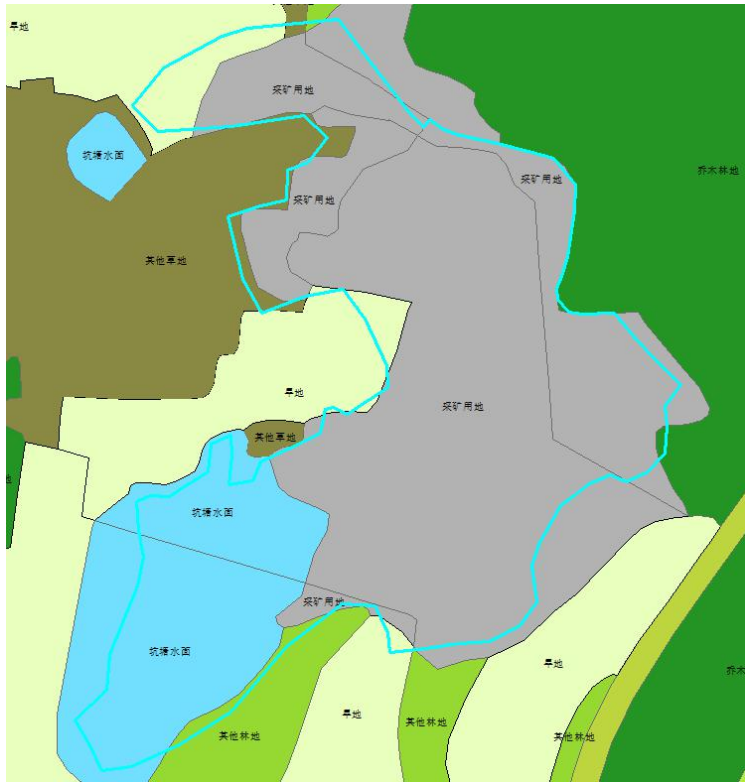 旱地
采矿用地
坑塘水面
乔木林地
采矿用地
采矿用地
其他草地
旱地
采矿用地
其他草地
地
坑塘水面
采矿用地
坑塘水面
旱地
乔木
旱地
其他林地
其他林地
其他林地